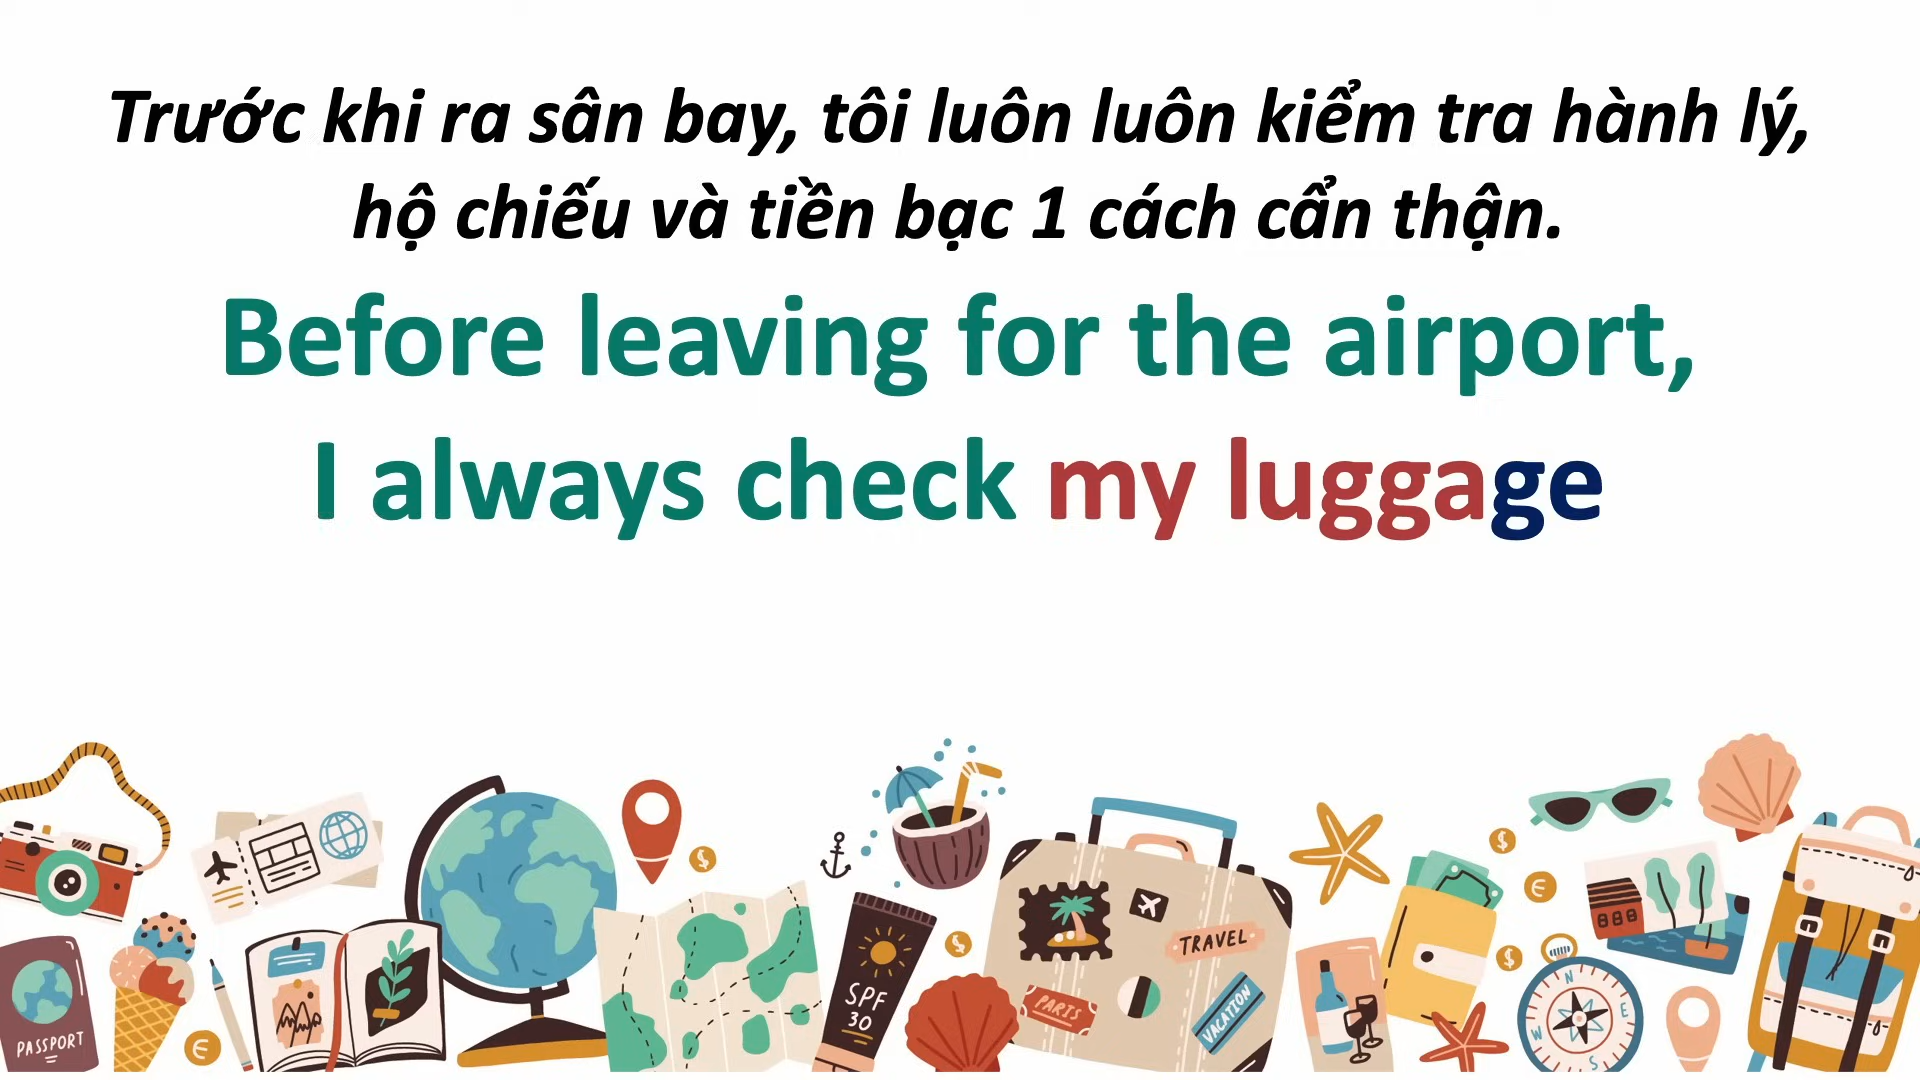 Trước khi ra sân bay, tôi luôn luôn kiểm tra hành lý,
hộ chiếu và tiền bạc 1 cách cẩn thận.
Before leaving for the airport,
I always check my luggage
PASSPORT
SPF
30
TRAVEL
PARIS
VACATION
N
E
S
W